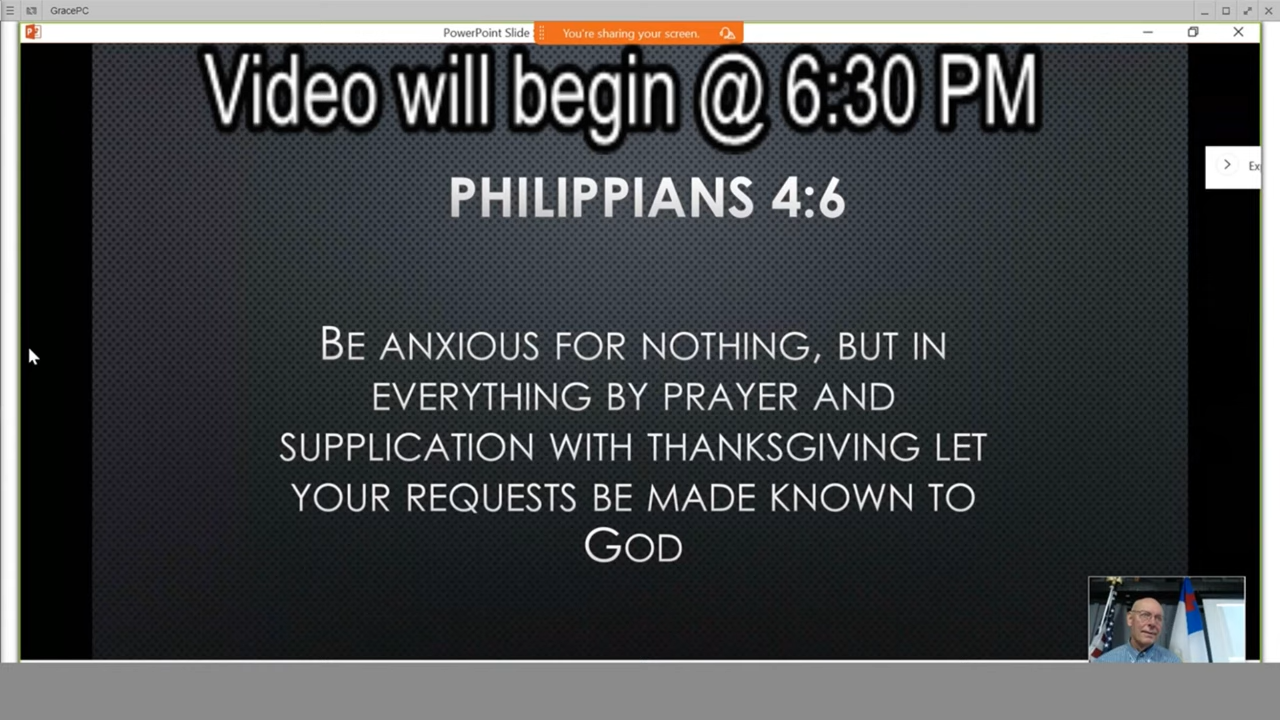 GracePC
PowerPoint Slide
You're sharing your screen.
Video will begin @ 6:30 PM
PHILIPPIANS 4:6
BE ANXIOUS FOR NOTHING, BUT IN
EVERYTHING BY PRAYER AND
SUPPLICATION WITH THANKSGIVING LET
YOUR REQUESTS BE MADE KNOWN TO
GOD